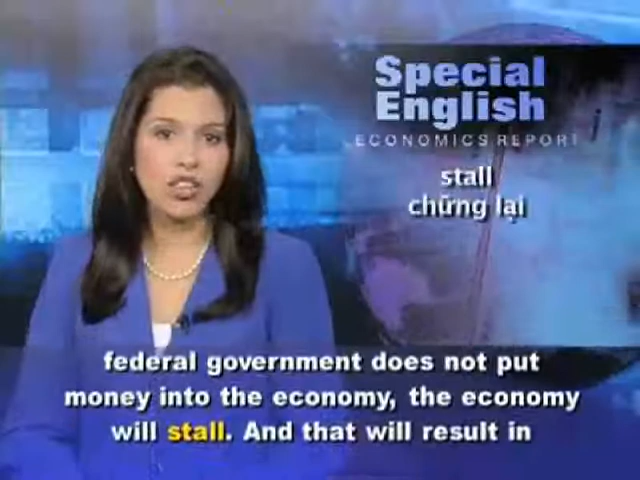 Special
English
ECONOMICS REPORT
stall
chững lại
federal government does not put
money into the economy, the economy
will stall. And that will result in